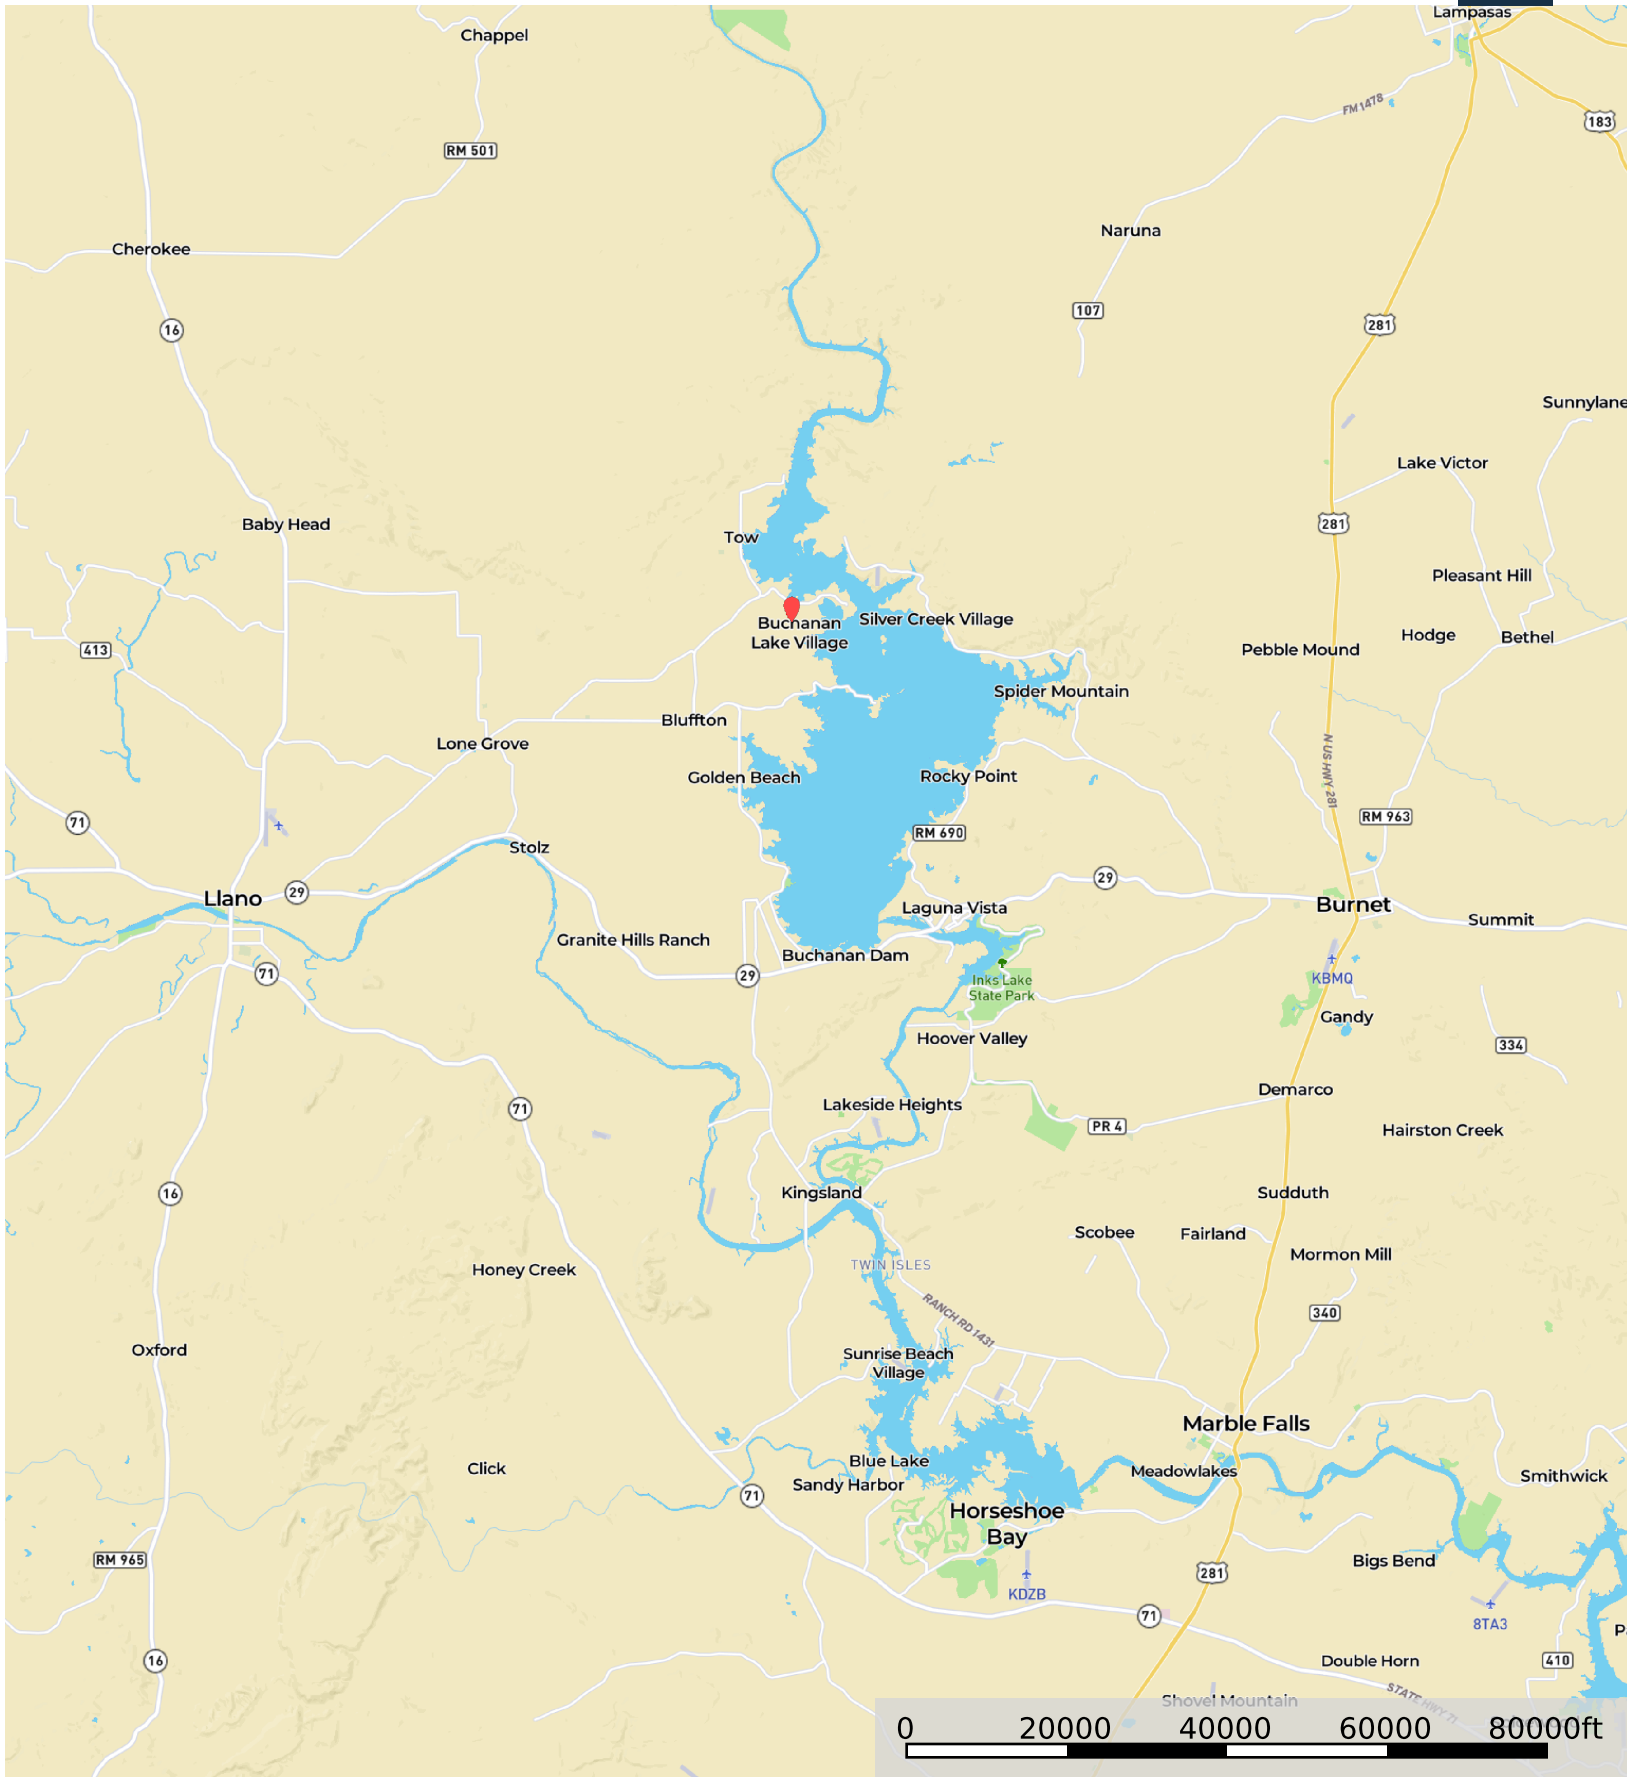 Lampasas
Chappel
FM 1478
183
RM 501
Naruna
Cherokee
107
16
281
Sunnylane
Lake Victor
Baby Head
281
Tow
Pleasant Hill
Buchanan
Lake Village
Silver Creek Village
Hodge
Bethel
413
Pebble Mound
Spider Mountain
Bluffton
Lone Grove
N US HWY 281
Golden Beach
Rocky Point
71
RM 690
RM 963
Stolz
29
Llano
29
Laguna Vista
Burnet
Summit
Granite Hills Ranch
Buchanan Dam
71
29
Inks Lake
State Park
KBMQ
Gandy
Hoover Valley
334
Demarco
71
Lakeside Heights
PR 4
Hairston Creek
16
Kingsland
Sudduth
Scobee
Fairland
Mormon Mill
TWIN ISLES
Honey Creek
RANCH RD 1431
340
Oxford
Sunrise Beach
Village
Marble Falls
Click
Blue Lake
Meadowlakes
Smithwick
Sandy Harbor
71
Horseshoe
Bay
RM 965
Bigs Bend
281
KDZB
71
8TA3
16
Double Horn
410
STATE HWY 71
Shovel Mountain
0 20000 40000 60000 80000ft